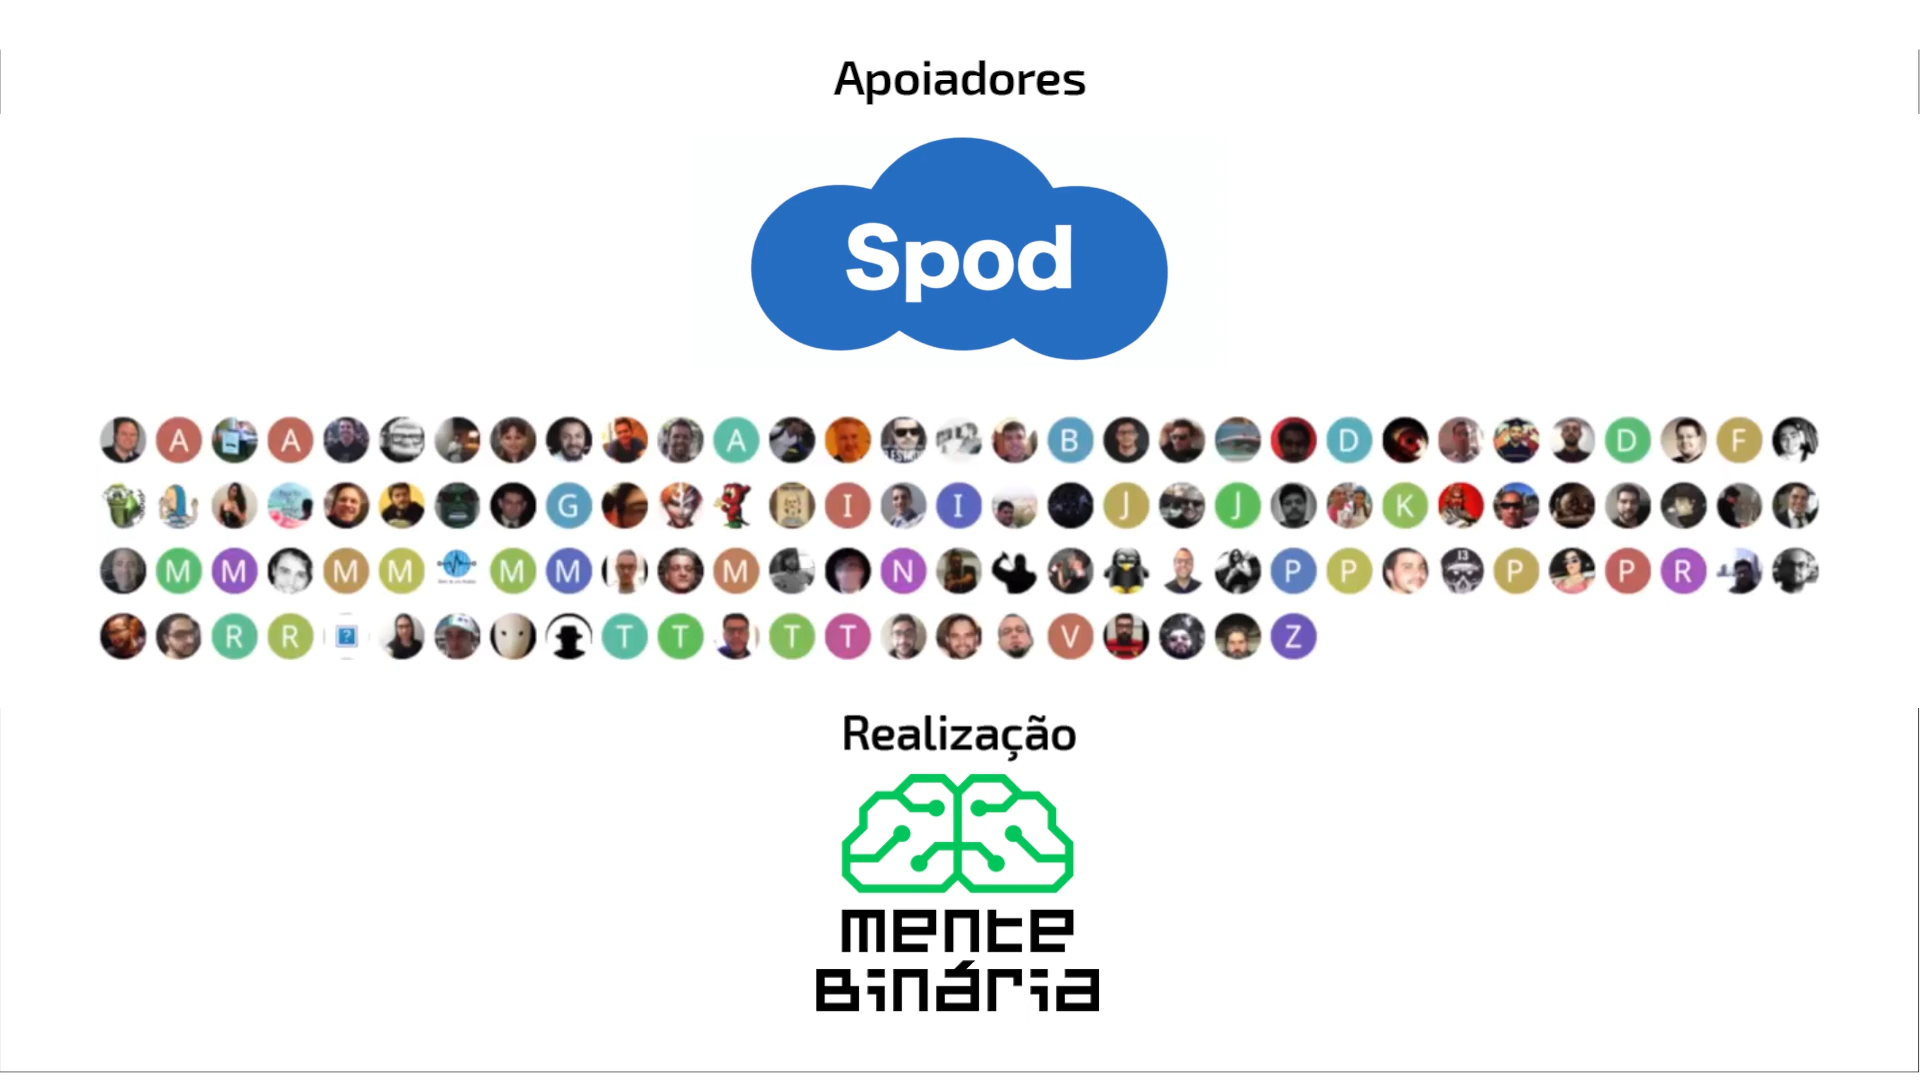 Apoiadores
Spod
A A A B D D F
G I I J J K
M M M M M M M N P P P P R
R R T T T T V Z
Realização
mente
Binária